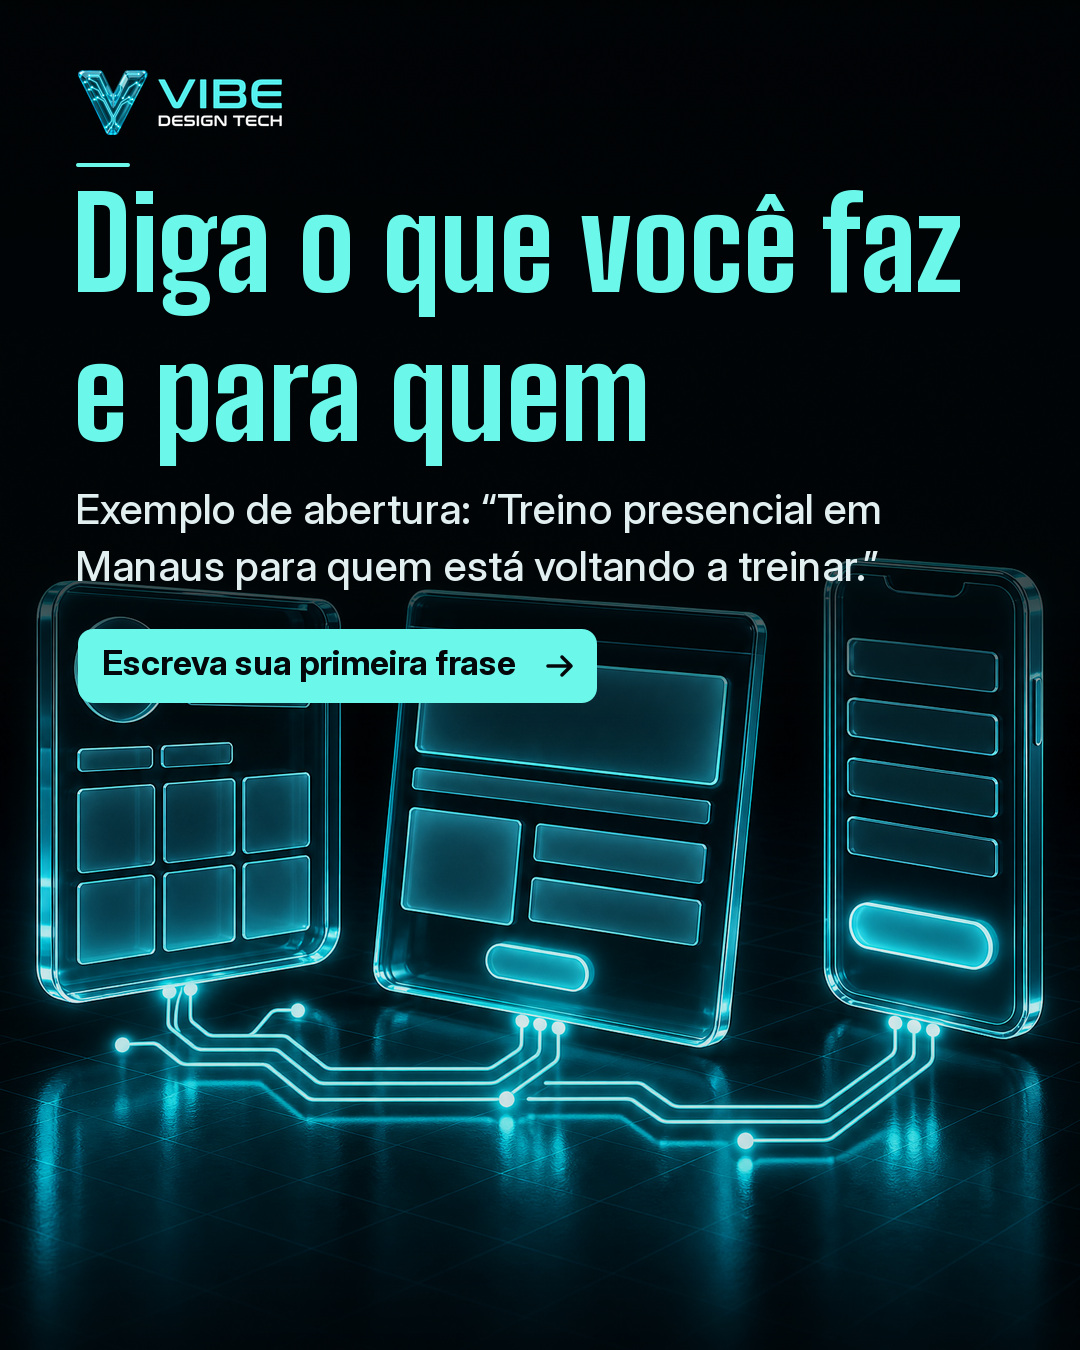 VIBE
DESIGN TECH
Diga o que você faz
e para quem
Exemplo de abertura: “Treino presencial em
Manaus para quem está voltando a treinar.”
Escreva sua primeira frase →